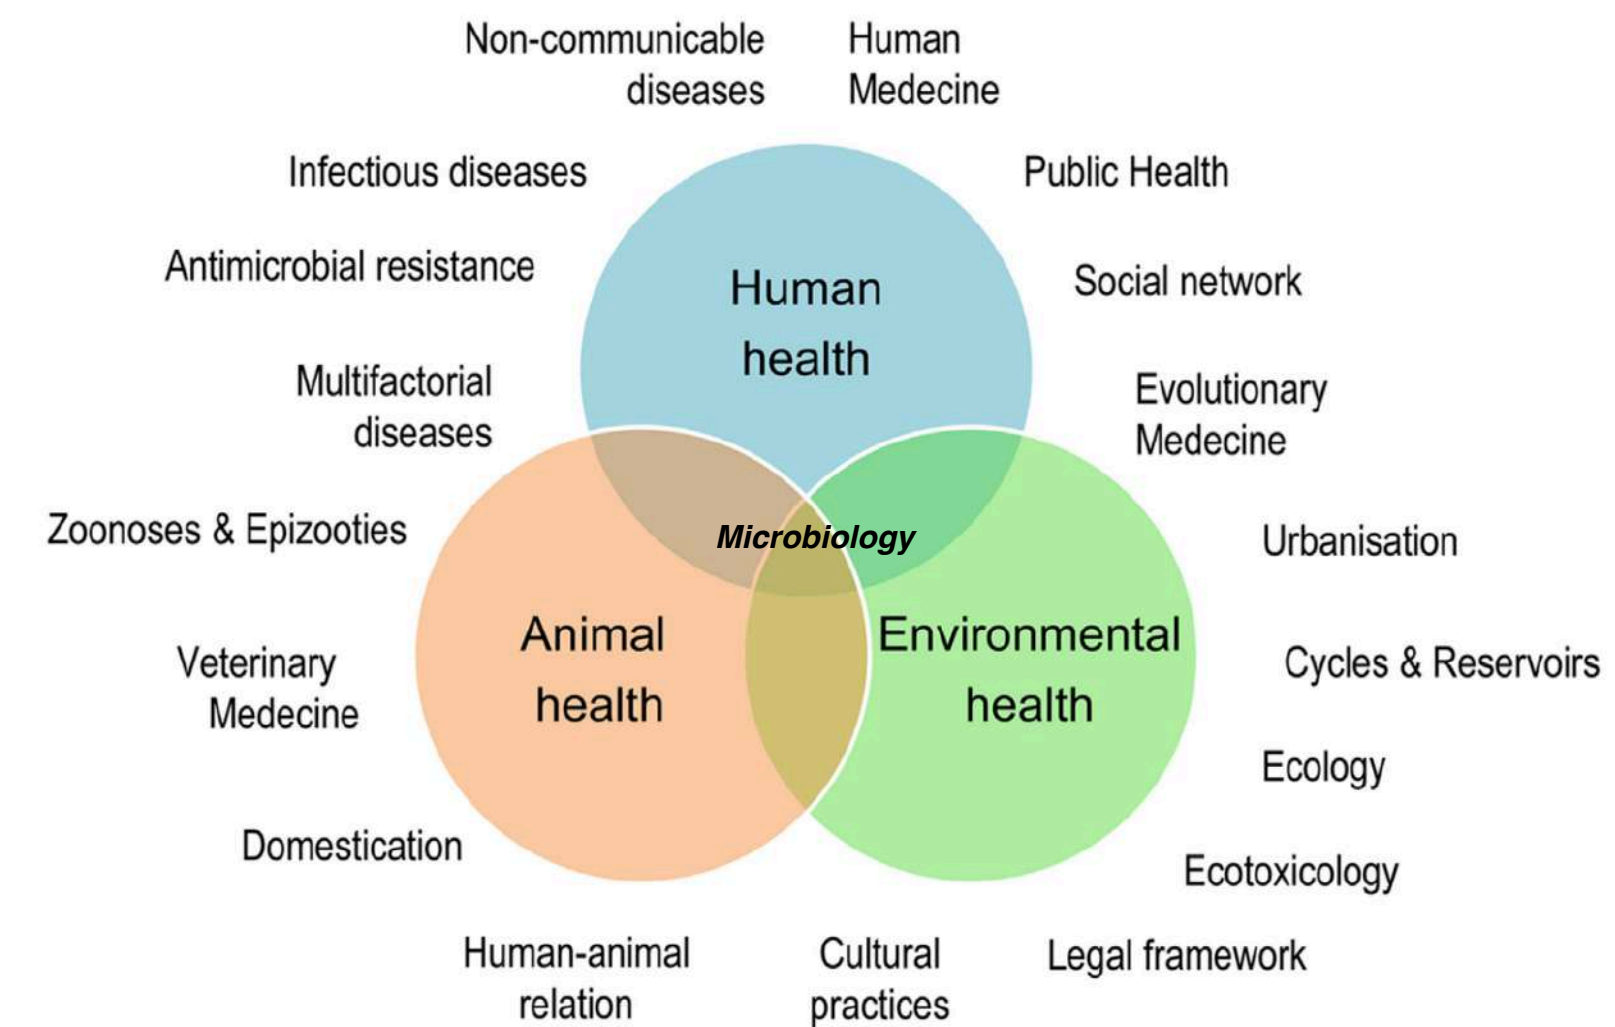 Non-communicable
diseases
Human
Medecine
Infectious diseases
Public Health
Antimicrobial resistance
Social network
Human
health
Multifactorial
diseases
Evolutionary
Medecine
Zoonoses & Epizooties
Microbiology
Urbanisation
Animal
health
Environmental
health
Veterinary
Medecine
Cycles & Reservoirs
Ecology
Domestication
Ecotoxicology
Human-animal
relation
Cultural
practices
Legal framework